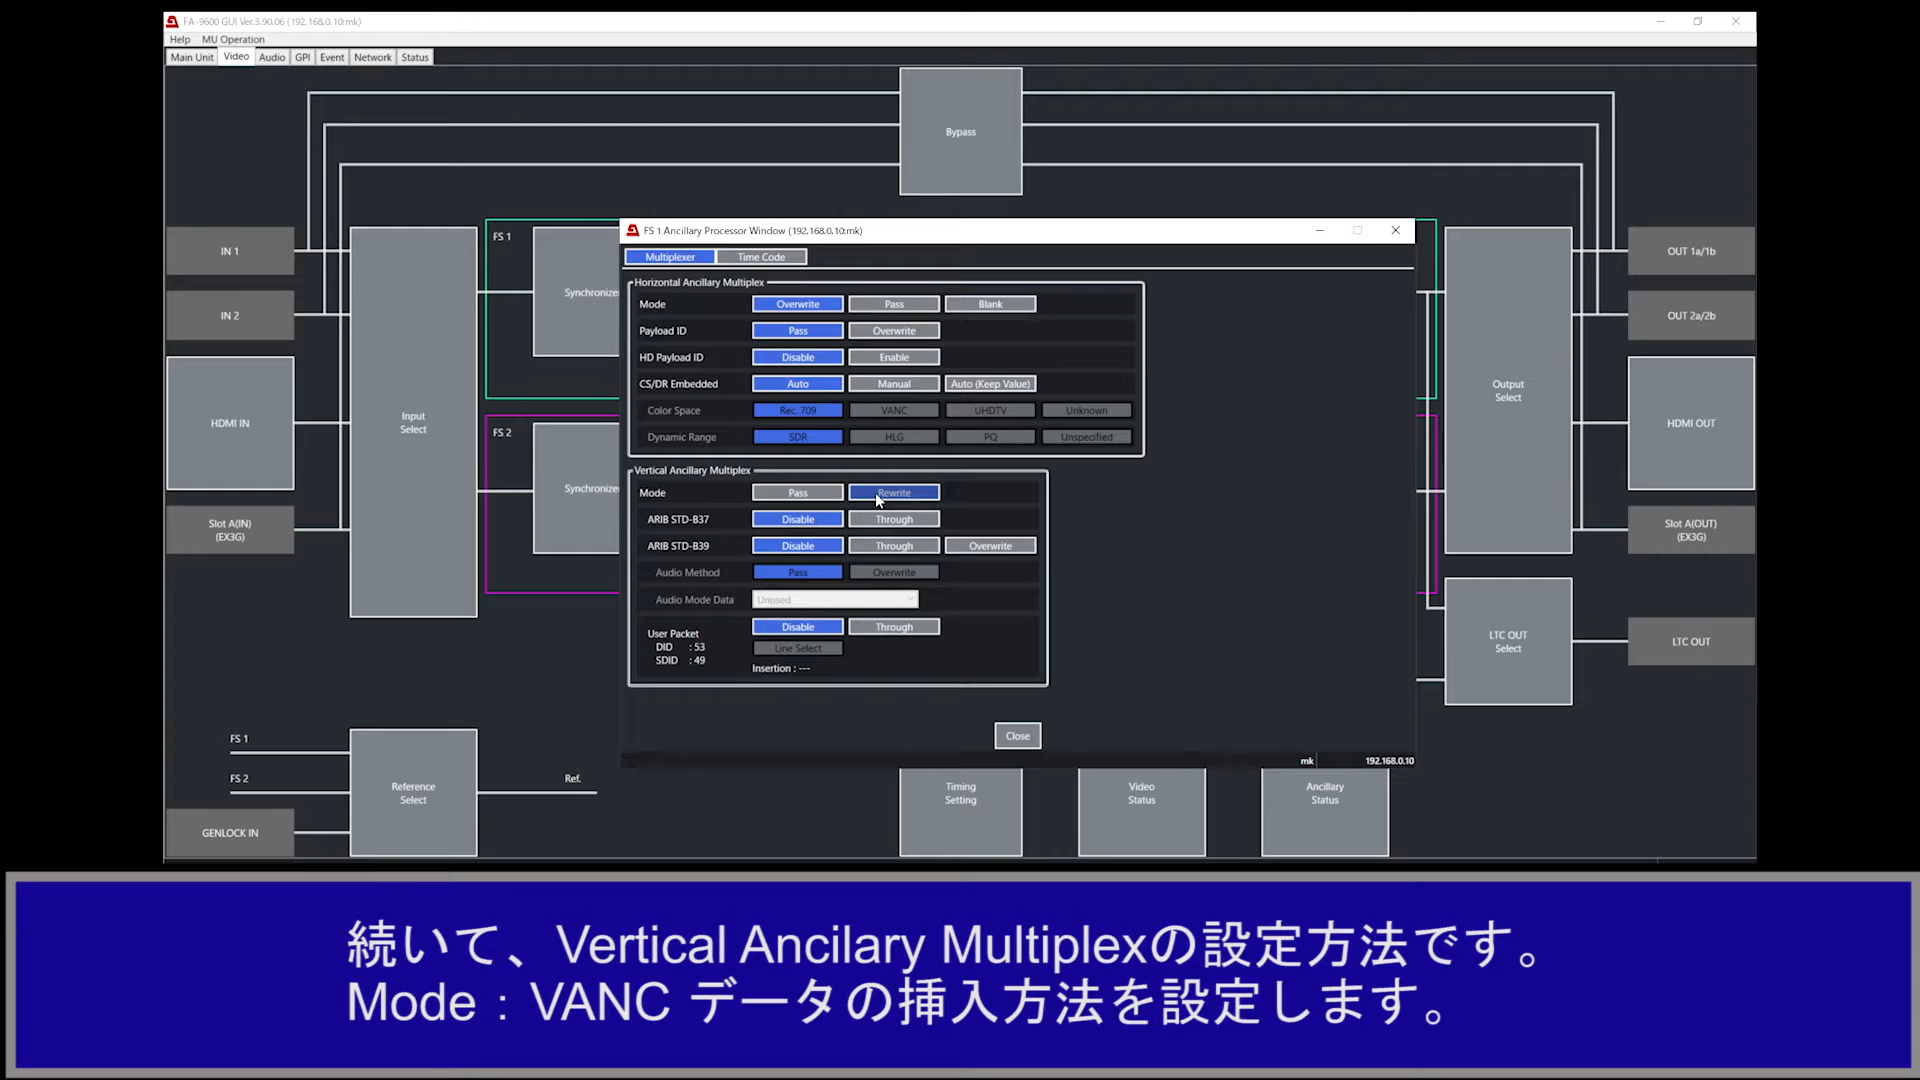 FA-9600 GUI Ver.3.90.06 (192.168.0.10:mk)
Help MU Operation
Main Unit Video Audio GPI Event Network Status
Bypass
IN 1
IN 2
HDMI IN
Slot A(IN)
(EX3G)
Input
Select
FS 1
Synchronize
FS 2
Synchronize
FS 1 Ancillary Processor Window (192.168.0.10:mk)
Multiplexer Time Code
Horizontal Ancillary Multiplex
Mode Overwrite Pass Blank
Payload ID Pass Overwrite
HD Payload ID Disable Enable
CS/DR Embedded Auto Manual Auto (Keep Value)
Color Space Rec. 709 VANC UHDTV Unknown
Dynamic Range SDR HLG PQ Unspecified
Vertical Ancillary Multiplex
Mode Pass Rewrite
ARIB STD-B37 Disable Through
ARIB STD-B39 Disable Through Overwrite
Audio Method Pass Overwrite
Audio Mode Data Unused
User Packet Disable Through
DID : 53 Line Select
SDID : 49
Insertion : ---
Close
mk 192.168.0.10
Output
Select
LTC OUT
Select
OUT 1a/1b
OUT 2a/2b
HDMI OUT
Slot A(OUT)
(EX3G)
LTC OUT
FS 1
FS 2
GENLOCK IN
Reference
Select
Ref.
Timing
Setting
Video
Status
Ancillary
Status
続いて、Vertical Ancilary Multiplexの設定方法です。
Mode：VANC データの挿入方法を設定します。